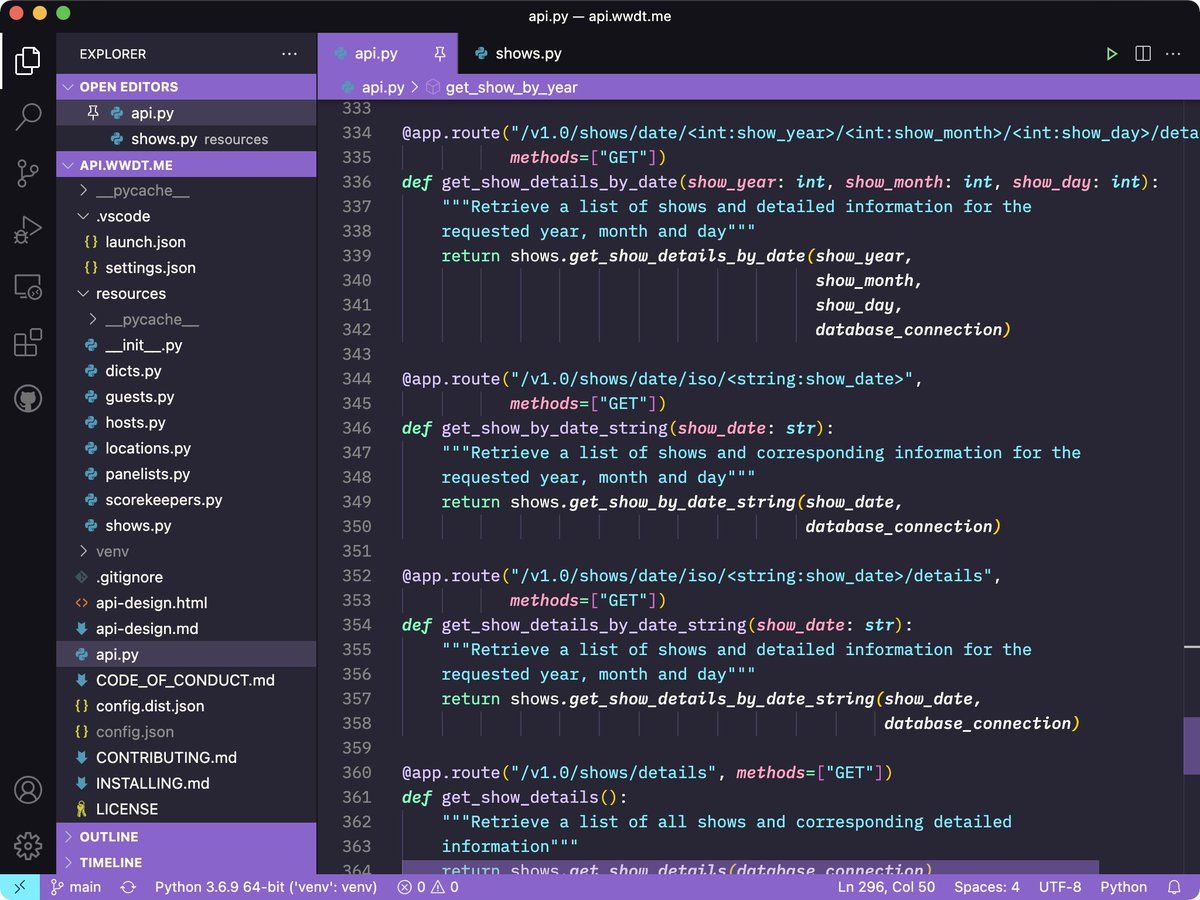 api.py — api.wwdt.me
EXPLORER
OPEN EDITORS
api.py
shows.py resources
API.WWDT.ME
__pycache__
.vscode
launch.json
settings.json
resources
__pycache__
__init__.py
dicts.py
guests.py
hosts.py
locations.py
panelists.py
scorekeepers.py
shows.py
venv
.gitignore
api-design.html
api-design.md
api.py
CODE_OF_CONDUCT.md
config.dist.json
config.json
CONTRIBUTING.md
INSTALLING.md
LICENSE
OUTLINE
TIMELINE
api.py shows.py
api.py > get_show_by_year
333
334 @app.route("/v1.0/shows/date/<int:show_year>/<int:show_month>/<int:show_day>/deta
335 methods=["GET"])
336 def get_show_details_by_date(show_year: int, show_month: int, show_day: int):
337 """Retrieve a list of shows and detailed information for the
338 requested year, month and day"""
339 return shows.get_show_details_by_date(show_year,
340 show_month,
341 show_day,
342 database_connection)
343
344 @app.route("/v1.0/shows/date/iso/<string:show_date>",
345 methods=["GET"])
346 def get_show_by_date_string(show_date: str):
347 """Retrieve a list of shows and corresponding information for the
348 requested year, month and day"""
349 return shows.get_show_by_date_string(show_date,
350 database_connection)
351
352 @app.route("/v1.0/shows/date/iso/<string:show_date>/details",
353 methods=["GET"])
354 def get_show_details_by_date_string(show_date: str):
355 """Retrieve a list of shows and detailed information for the
356 requested year, month and day"""
357 return shows.get_show_details_by_date_string(show_date,
358 database_connection)
359
360 @app.route("/v1.0/shows/details", methods=["GET"])
361 def get_show_details():
362 """Retrieve a list of all shows and corresponding detailed
363 information"""
364 return shows.get_show_details(database_connection)
main Python 3.6.9 64-bit ('venv': venv) 0 0 Ln 296, Col 50 Spaces: 4 UTF-8 Python